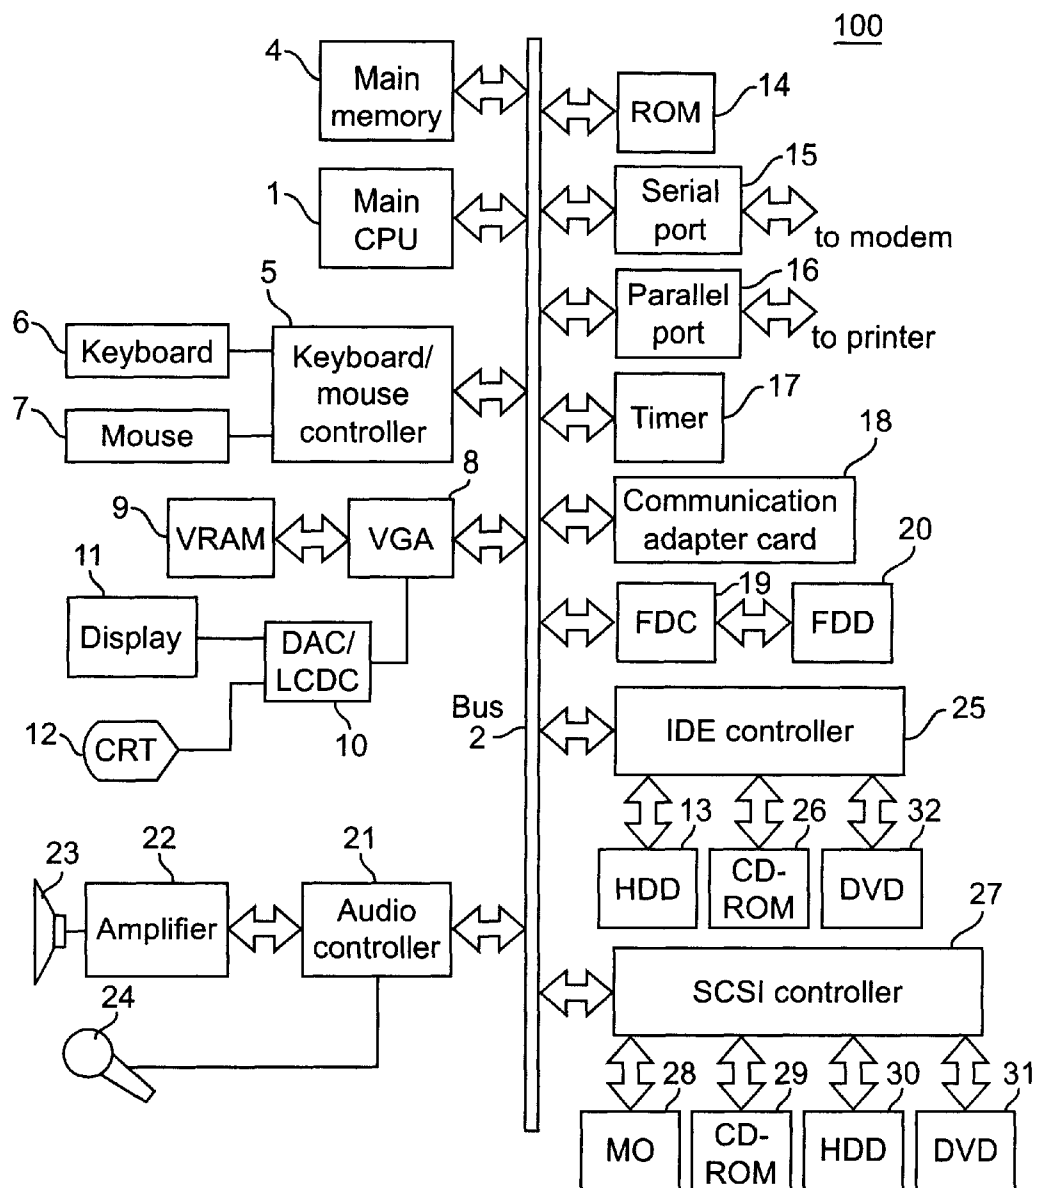 100
4
Main
memory
14
ROM
1
Main
CPU
15
Serial
port
to modem
5
6
Keyboard
7
Mouse
Keyboard/
mouse
controller
16
Parallel
port
to printer
17
Timer
8
9
VRAM
VGA
18
Communication
adapter card
11
Display
DAC/
LCDC
10
12
CRT
19
FDC
20
FDD
Bus
2
25
IDE controller
13
HDD
26
CD-
ROM
32
DVD
23
22
Amplifier
21
Audio
controller
24
27
SCSI controller
28
MO
29
CD-
ROM
30
HDD
31
DVD